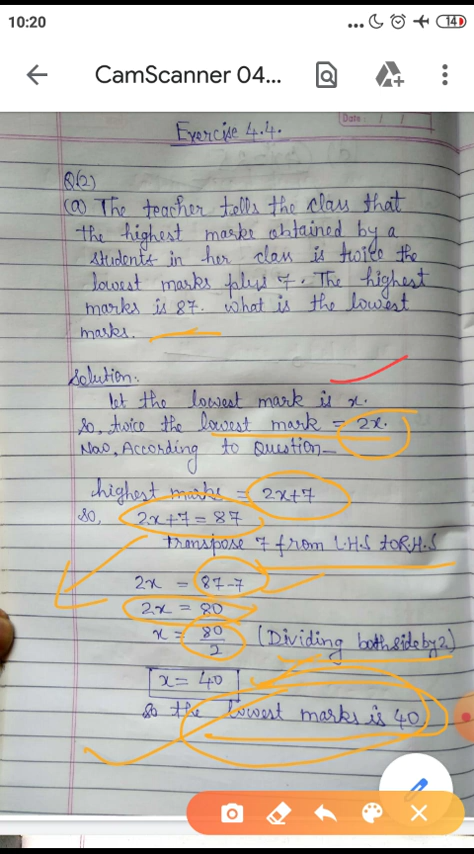 10:20
14
CamScanner 04...
Date / /
Exercise 4.4.
Q(2)
(a) The teacher tells the class that
the highest marks obtained by a
students in her class is twice the
lowest marks plus 7. The highest
marks is 87. what is the lowest
marks.
Solution:
let the lowest mark is x.
So, twice the lowest mark = 2x.
Now, According to Question-
highest marks = 2x+7
so, 2x+7 = 87
Transpose 7 from L.H.S to R.H.S
2x = 87-7
2x = 80
x = 80/2 (Dividing both side by 2)
x = 40
so the lowest marks is 40